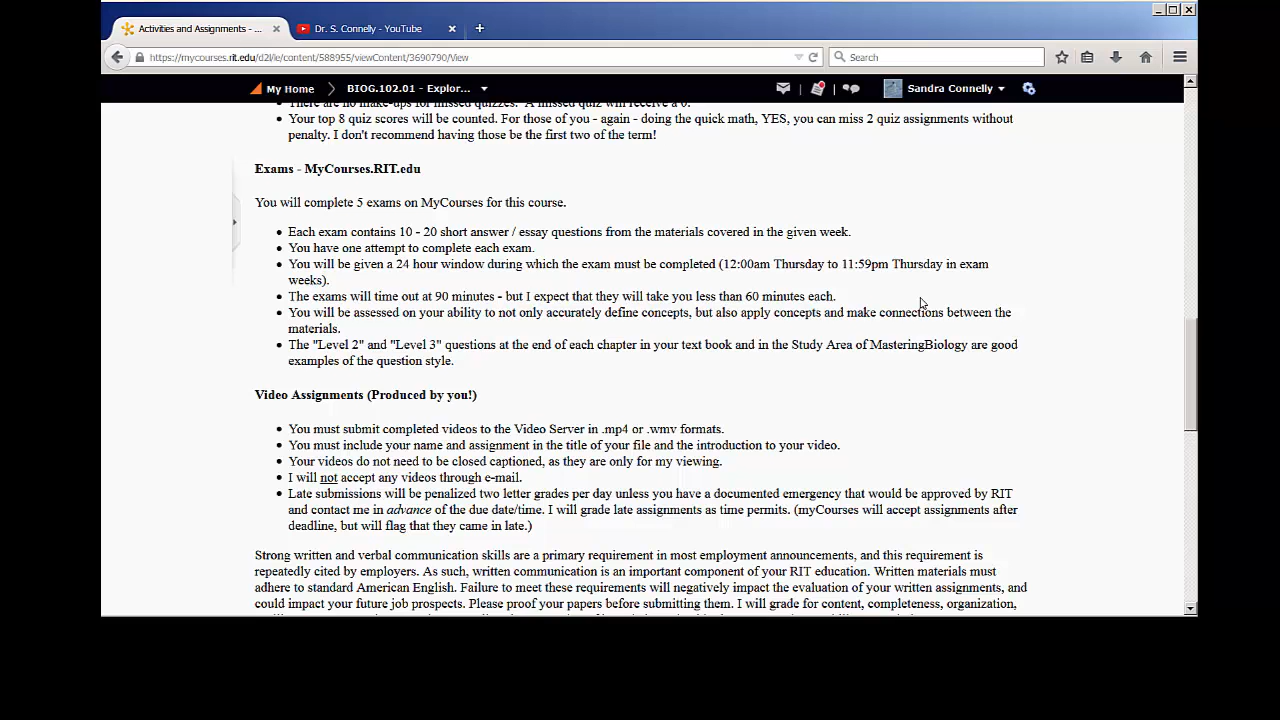 Activities and Assignments - ...
Dr. S. Connelly - YouTube
https://mycourses.rit.edu/d2l/le/content/588955/viewContent/3690790/View
Search
My Home
BIOG.102.01 - Explor...
Sandra Connelly
There are no make-ups for missed quizzes. A missed quiz will receive a 0.
Your top 8 quiz scores will be counted. For those of you - again - doing the quick math, YES, you can miss 2 quiz assignments without
penalty. I don't recommend having those be the first two of the term!
Exams - MyCourses.RIT.edu
You will complete 5 exams on MyCourses for this course.
Each exam contains 10 - 20 short answer / essay questions from the materials covered in the given week.
You have one attempt to complete each exam.
You will be given a 24 hour window during which the exam must be completed (12:00am Thursday to 11:59pm Thursday in exam
weeks).
The exams will time out at 90 minutes - but I expect that they will take you less than 60 minutes each.
You will be assessed on your ability to not only accurately define concepts, but also apply concepts and make connections between the
materials.
The "Level 2" and "Level 3" questions at the end of each chapter in your text book and in the Study Area of MasteringBiology are good
examples of the question style.
Video Assignments (Produced by you!)
You must submit completed videos to the Video Server in .mp4 or .wmv formats.
You must include your name and assignment in the title of your file and the introduction to your video.
Your videos do not need to be closed captioned, as they are only for my viewing.
I will not accept any videos through e-mail.
Late submissions will be penalized two letter grades per day unless you have a documented emergency that would be approved by RIT
and contact me in advance of the due date/time. I will grade late assignments as time permits. (myCourses will accept assignments after
deadline, but will flag that they came in late.)
Strong written and verbal communication skills are a primary requirement in most employment announcements, and this requirement is
repeatedly cited by employers. As such, written communication is an important component of your RIT education. Written materials must
adhere to standard American English. Failure to meet these requirements will negatively impact the evaluation of your written assignments, and
could impact your future job prospects. Please proof your papers before submitting them. I will grade for content, completeness, organization,